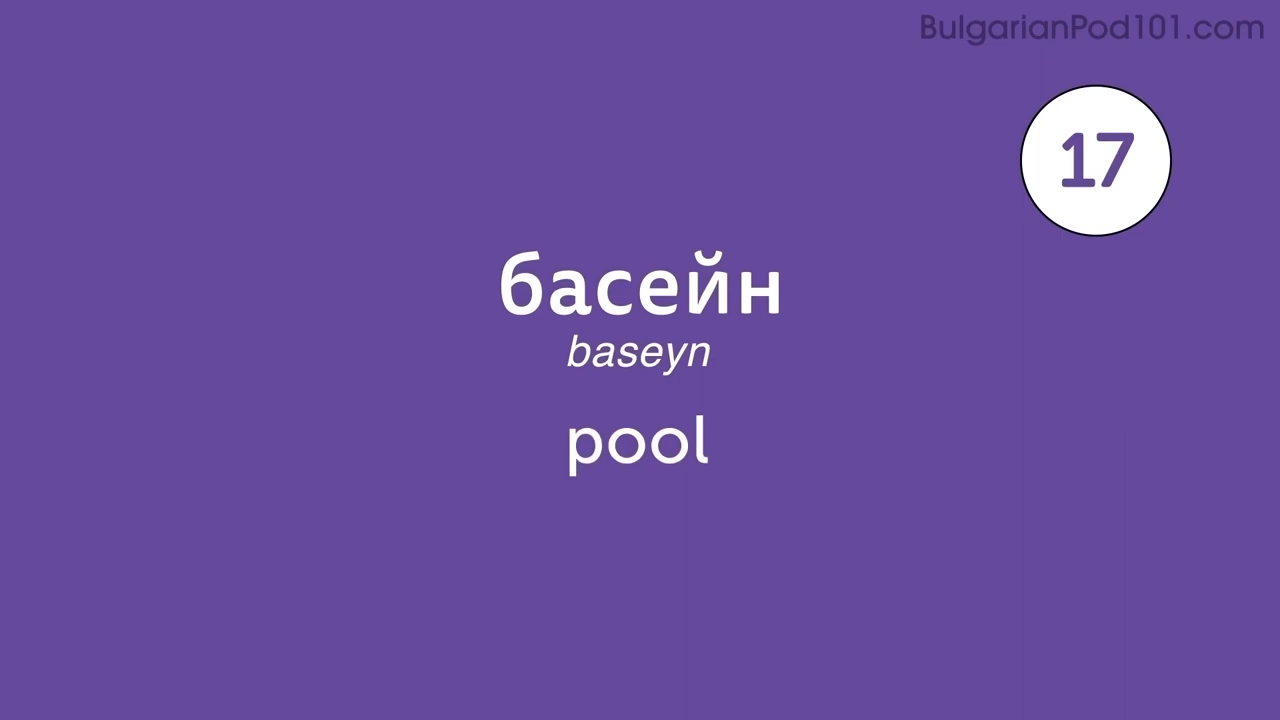 BulgarianPod101.com
17
басейн
baseyn
pool